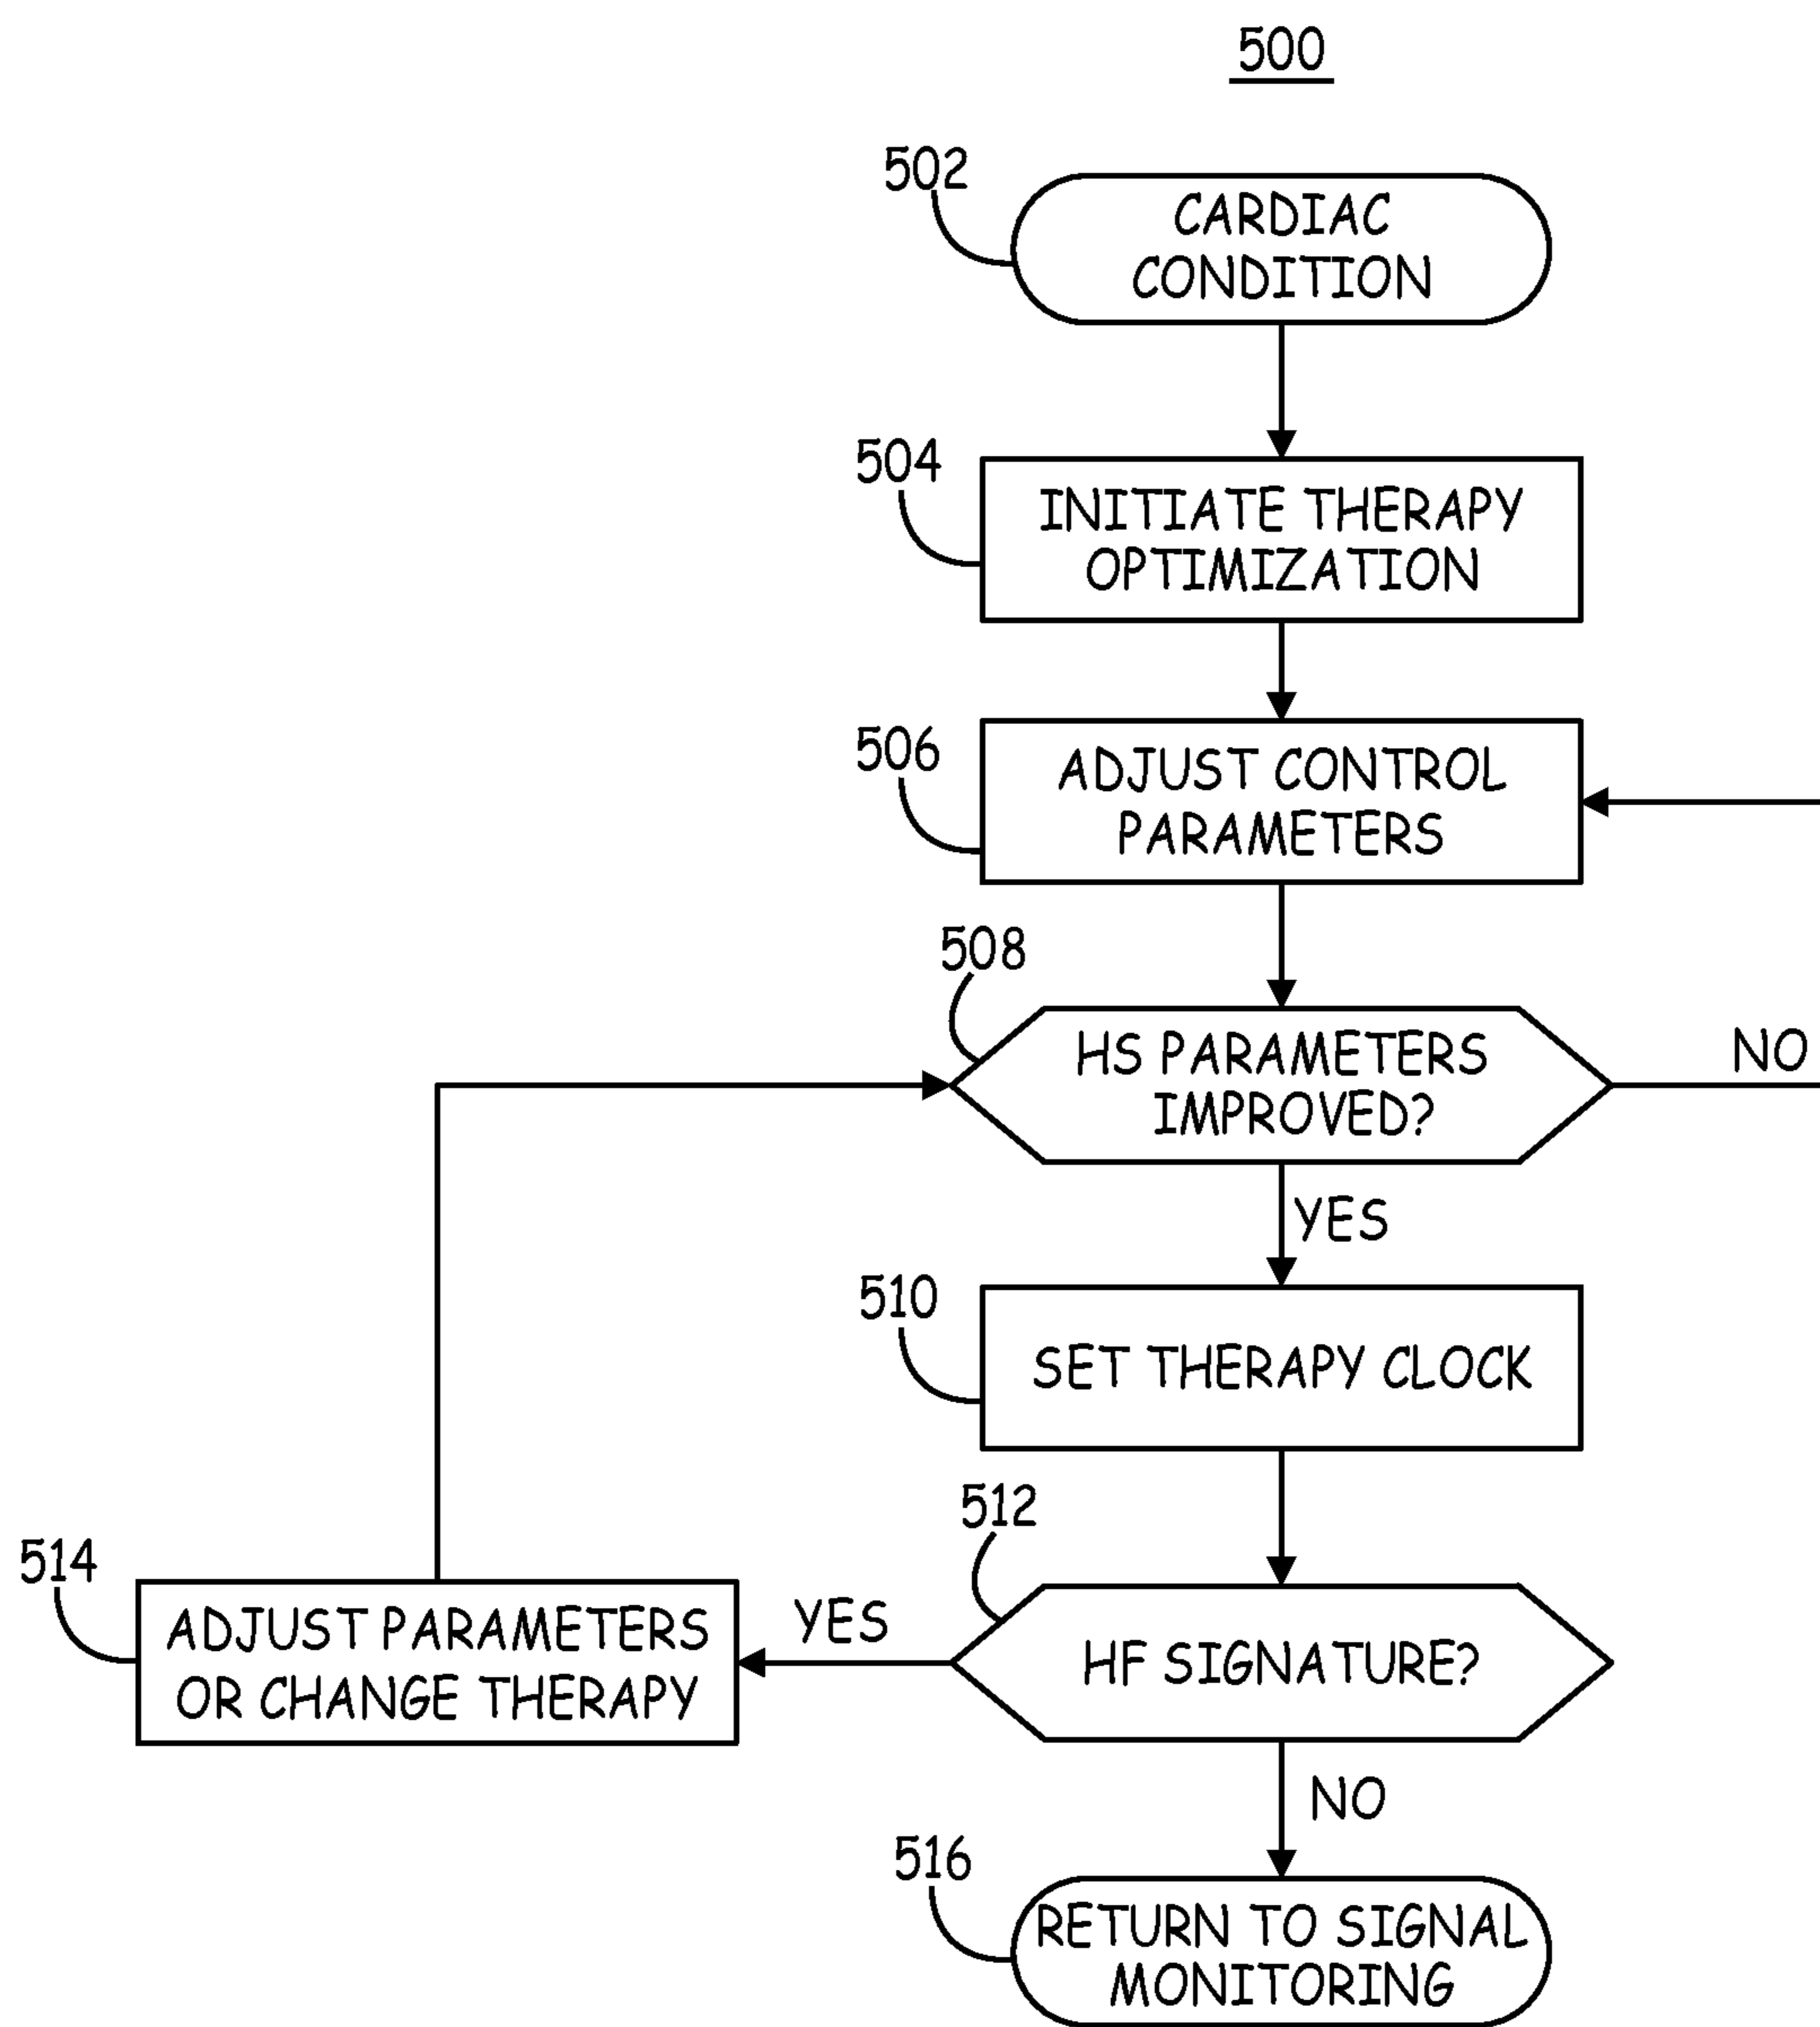 500
502
CARDIAC
CONDITION
504
INITIATE THERAPY
OPTIMIZATION
506
ADJUST CONTROL
PARAMETERS
508
HS PARAMETERS
IMPROVED?
NO
YES
510
SET THERAPY CLOCK
512
HF SIGNATURE?
YES
514
ADJUST PARAMETERS
OR CHANGE THERAPY
NO
516
RETURN TO SIGNAL
MONITORING